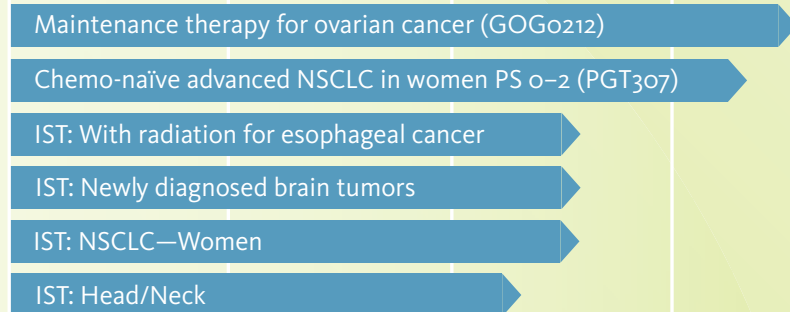 Maintenance therapy for ovarian cancer (GOG0212)
Chemo-naïve advanced NSCLC in women PS 0–2 (PGT307)
IST: With radiation for esophageal cancer
IST: Newly diagnosed brain tumors
IST: NSCLC—Women
IST: Head/Neck